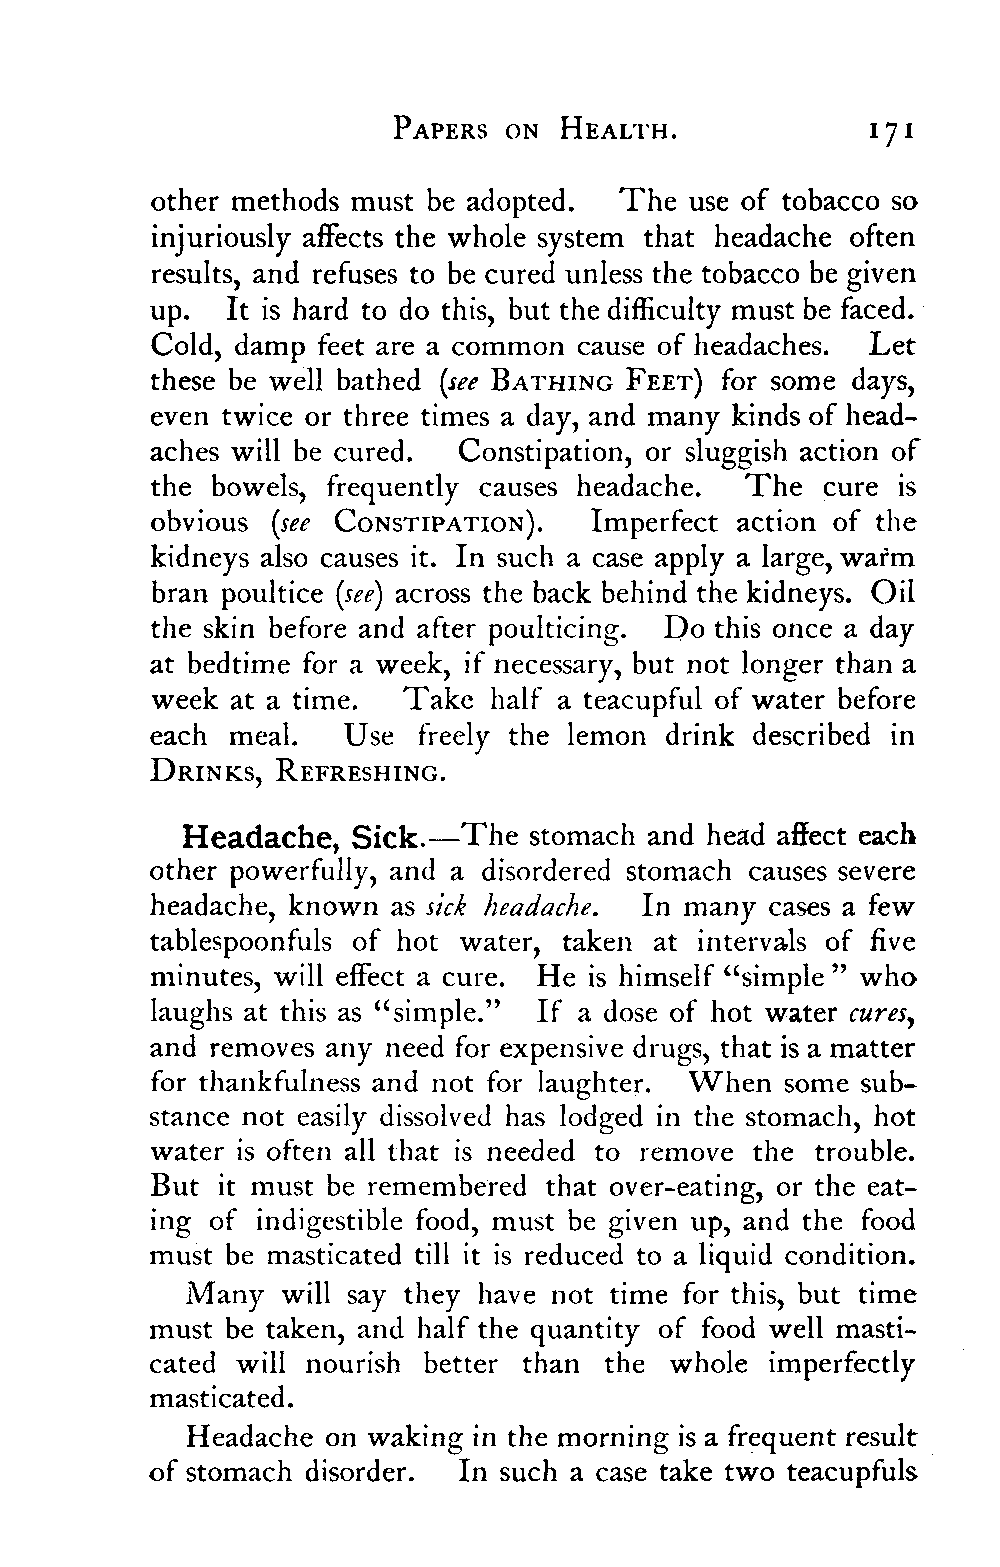 PAPERS ON HEALTH. 171
other methods must be adopted. The use of tobacco so
injuriously affects the whole system that headache often
results, and refuses to be cured unless the tobacco be given
up. It is hard to do this, but the difficulty must be faced.
Cold, damp feet are a common cause of headaches. Let
these be well bathed (see BATHING FEET) for some days,
even twice or three times a day, and many kinds of head-
aches will be cured. Constipation, or sluggish action of
the bowels, frequently causes headache. The cure is
obvious (see CONSTIPATION). Imperfect action of the
kidneys also causes it. In such a case apply a large, warm
bran poultice (see) across the back behind the kidneys. Oil
the skin before and after poulticing. Do this once a day
at bedtime for a week, if necessary, but not longer than a
week at a time. Take half a teacupful of water before
each meal. Use freely the lemon drink described in
DRINKS, REFRESHING.
Headache, Sick.—The stomach and head affect each
other powerfully, and a disordered stomach causes severe
headache, known as sick headache. In many cases a few
tablespoonfuls of hot water, taken at intervals of five
minutes, will effect a cure. He is himself “simple” who
laughs at this as “simple.” If a dose of hot water cures,
and removes any need for expensive drugs, that is a matter
for thankfulness and not for laughter. When some sub-
stance not easily dissolved has lodged in the stomach, hot
water is often all that is needed to remove the trouble.
But it must be remembered that over-eating, or the eat-
ing of indigestible food, must be given up, and the food
must be masticated till it is reduced to a liquid condition.
Many will say they have not time for this, but time
must be taken, and half the quantity of food well masti-
cated will nourish better than the whole imperfectly
masticated.
Headache on waking in the morning is a frequent result
of stomach disorder. In such a case take two teacupfuls